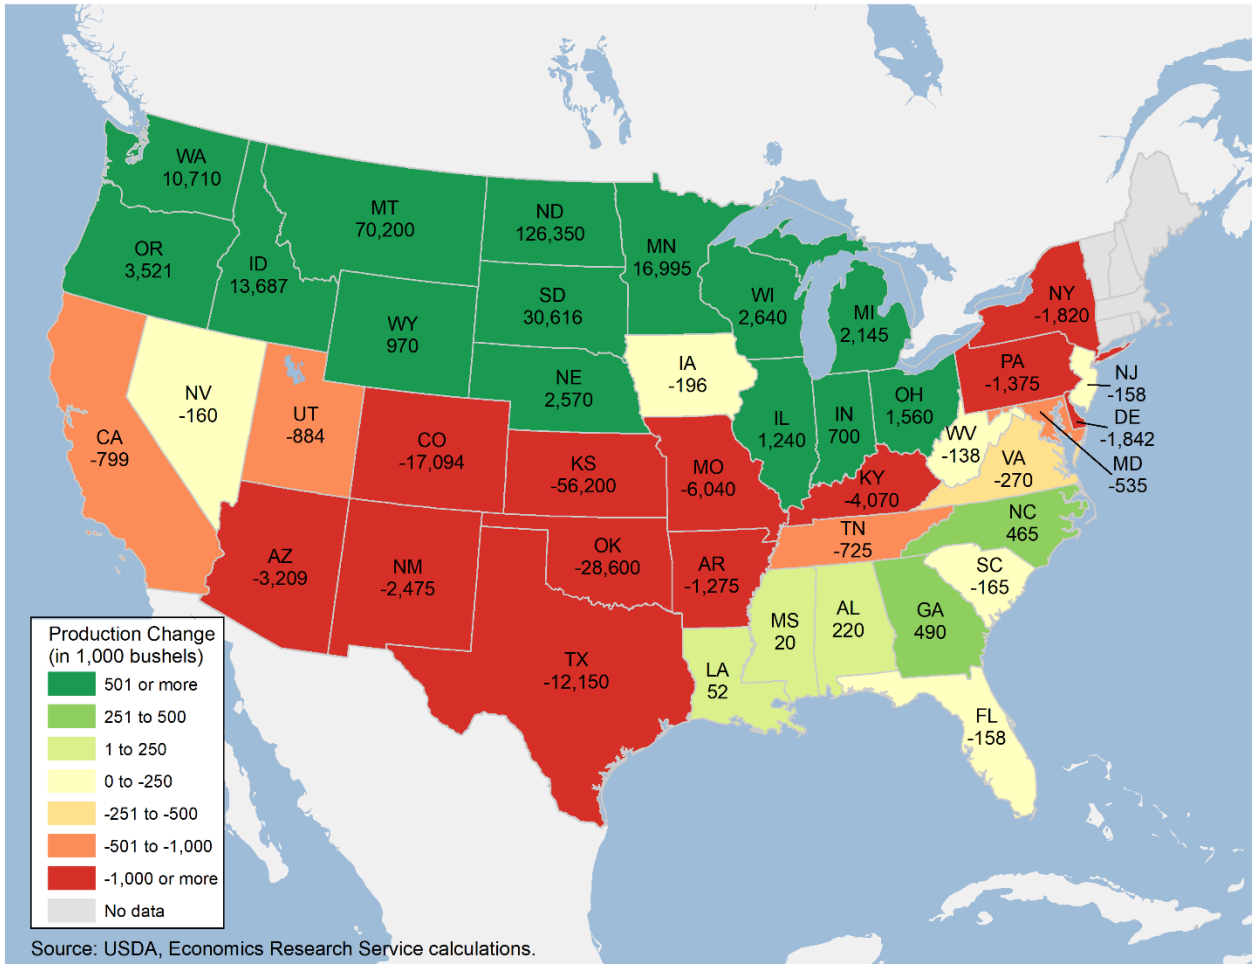 WA
10,710
MT
70,200
ND
126,350
MN
16,995
OR
3,521
ID
13,687
WY
970
SD
30,616
WI
2,640
MI
2,145
NY
-1,820
NE
2,570
IA
-196
PA
-1,375
NJ
-158
NV
-160
UT
-884
CA
-799
CO
-17,094
KS
-56,200
MO
-6,040
IL
1,240
IN
700
OH
1,560
WV
-138
DE
-1,842
MD
-535
VA
-270
KY
-4,070
NC
465
TN
-725
AZ
-3,209
NM
-2,475
OK
-28,600
AR
-1,275
SC
-165
MS
20
AL
220
GA
490
TX
-12,150
LA
52
FL
-158
Production Change
(in 1,000 bushels)
501 or more
251 to 500
1 to 250
0 to -250
-251 to -500
-501 to -1,000
-1,000 or more
No data
Source: USDA, Economics Research Service calculations.